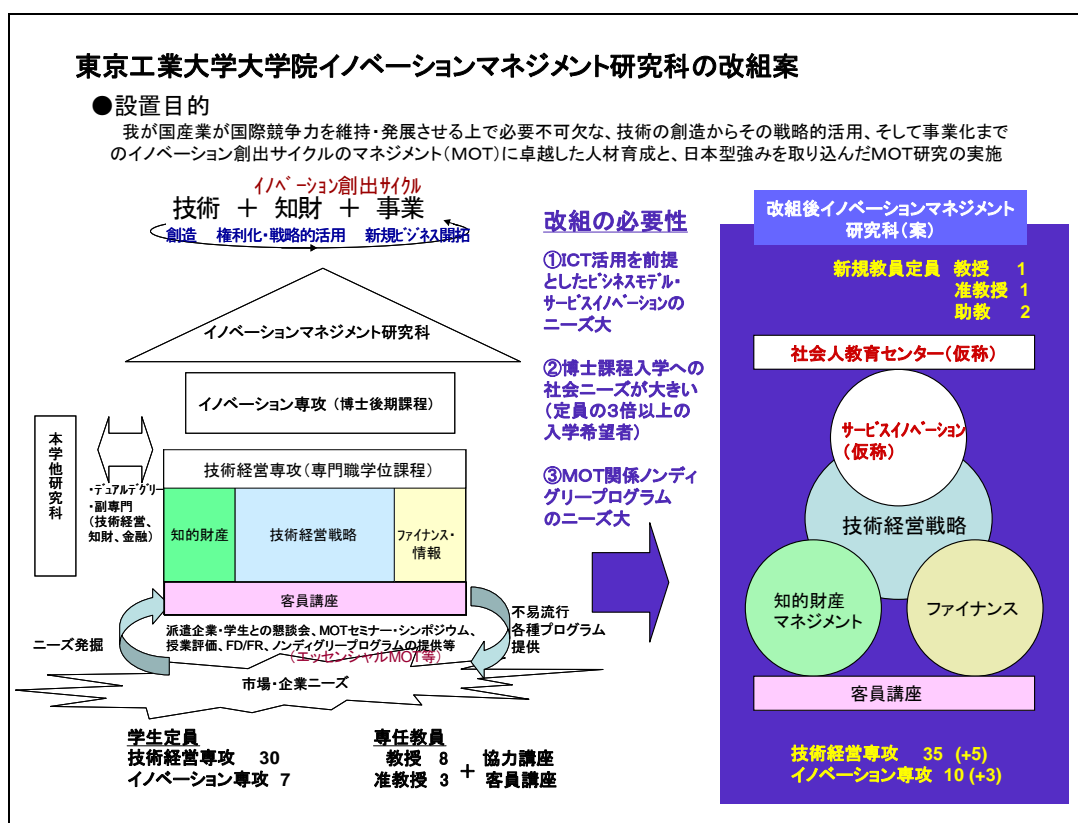 東京工業大学大学院イノベーションマネジメント研究科の改組案
●設置目的
我が国産業が国際競争力を維持・発展させる上で必要不可欠な、技術の創造からその戦略的活用、そして事業化まで
のイノベーション創出サイクルのマネジメント(MOT)に卓越した人材育成と、日本型強みを取り込んだMOT研究の実施
イノベーション創出サイクル
技術 + 知財 + 事業
創造 権利化・戦略的活用 新規ビジネス開拓
イノベーションマネジメント研究科
イノベーション専攻(博士後期課程)
本学他研究科
・デュアルデグリー
・副専門
(技術経営、
知財、金融)
技術経営専攻(専門職学位課程)
知的財産
技術経営戦略
ファイナンス・
情報
客員講座
ニーズ発掘
派遣企業・学生との懇談会、MOTセミナー・シンポジウム、
授業評価、FD/FR、ノンディグリープログラムの提供等
(エッセンシャルMOT等)
不易流行
各種プログラム
提供
市場・企業ニーズ
学生定員
技術経営専攻 30
イノベーション専攻 7
専任教員
教授 8
准教授 3
+
協力講座
客員講座
改組の必要性
①ICT活用を前提
としたビジネスモデル・
サービスイノベーションの
ニーズ大
②博士課程入学への
社会ニーズが大きい
(定員の3倍以上の
入学希望者)
③MOT関係ノンディ
グリープログラム
のニーズ大
改組後イノベーションマネジメント
研究科(案)
新規教員定員 教授 1
准教授 1
助教 2
社会人教育センター(仮称)
サービスイノベーション
(仮称)
技術経営戦略
知的財産
マネジメント
ファイナンス
客員講座
技術経営専攻 35 (+5)
イノベーション専攻 10 (+3)